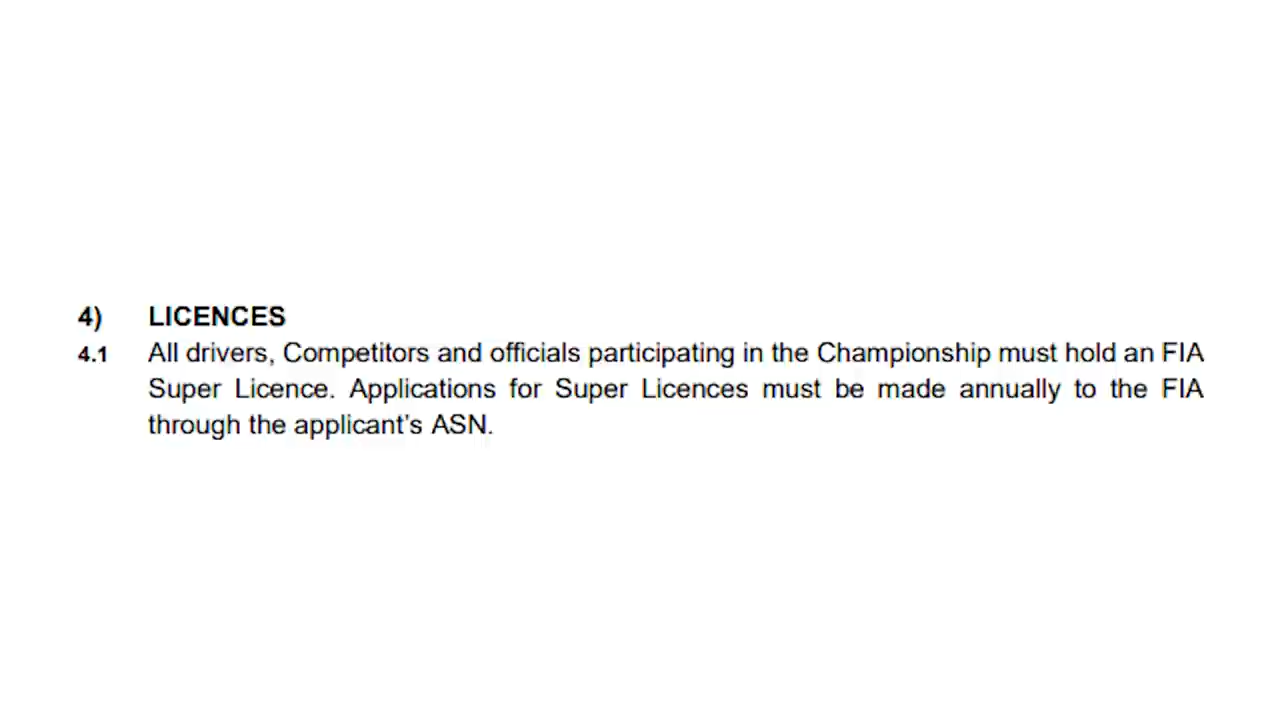 4) LICENCES
4.1 All drivers, Competitors and officials participating in the Championship must hold an FIA
Super Licence. Applications for Super Licences must be made annually to the FIA
through the applicant's ASN.